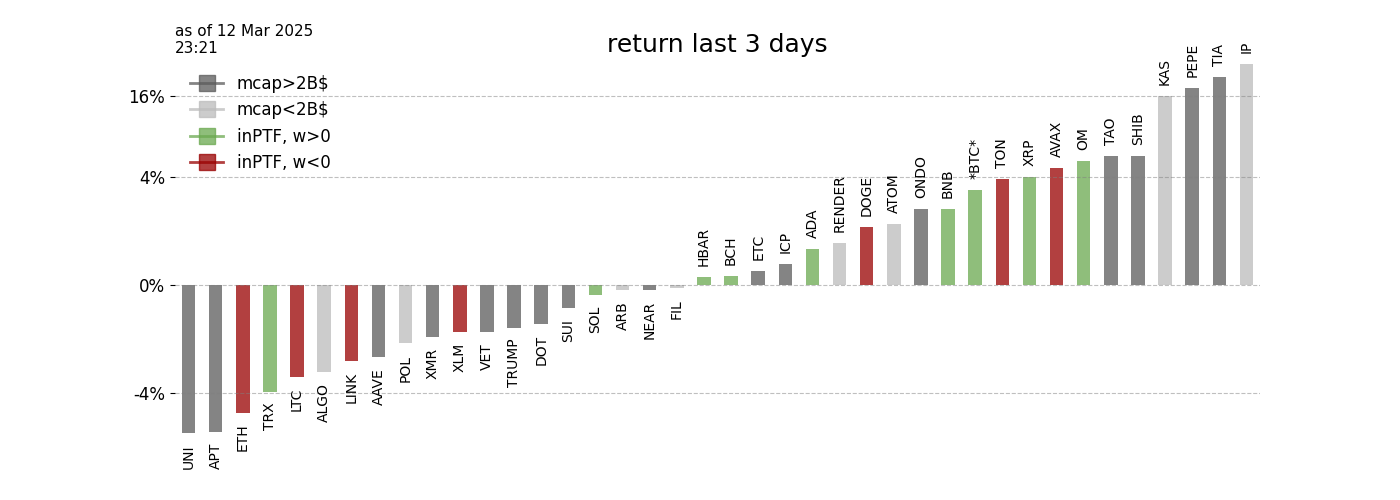 as of 12 Mar 2025
23:21
return last 3 days
mcap>2B$
mcap<2B$
inPTF, w>0
inPTF, w<0
16%
4%
0%
-4%
UNI
APT
ETH
TRX
LTC
ALGO
LINK
AAVE
POL
XMR
XLM
VET
TRUMP
DOT
SUI
SOL
ARB
NEAR
FIL
HBAR
BCH
ETC
ICP
ADA
RENDER
DOGE
ATOM
ONDO
BNB
*BTC*
TON
XRP
AVAX
OM
TAO
SHIB
KAS
PEPE
TIA
IP